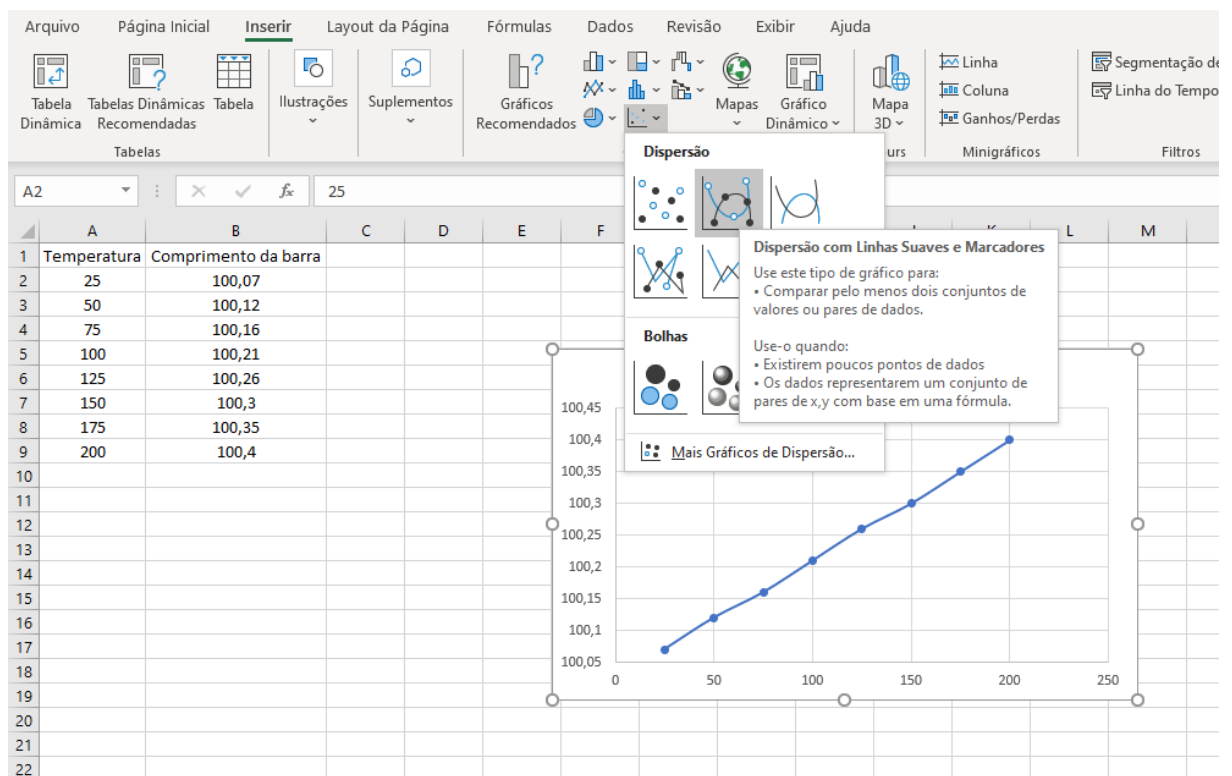 Arquivo Página Inicial Inserir Layout da Página Fórmulas Dados Revisão Exibir Ajuda
Tabela Dinâmica
Tabelas Dinâmicas Recomendadas
Tabela
Tabelas
Ilustrações
Suplementos
Gráficos Recomendados
Mapas
Gráfico Dinâmico
Mapa 3D
urs
Linha
Coluna
Ganhos/Perdas
Minigráficos
Segmentação de
Linha do Tempo
Filtros
A2 fx 25
Dispersão
Bolhas
Mais Gráficos de Dispersão...
Dispersão com Linhas Suaves e Marcadores
Use este tipo de gráfico para:
• Comparar pelo menos dois conjuntos de
valores ou pares de dados.
Use-o quando:
• Existirem poucos pontos de dados
• Os dados representarem um conjunto de
pares de x,y com base em uma fórmula.
A B C D E F L M
1 Temperatura Comprimento da barra
2 25 100,07
3 50 100,12
4 75 100,16
5 100 100,21
6 125 100,26
7 150 100,3
8 175 100,35
9 200 100,4
10
11
12
13
14
15
16
17
18
19
20
21
22
100,45
100,4
100,35
100,3
100,25
100,2
100,15
100,1
100,05
0 50 100 150 200 250